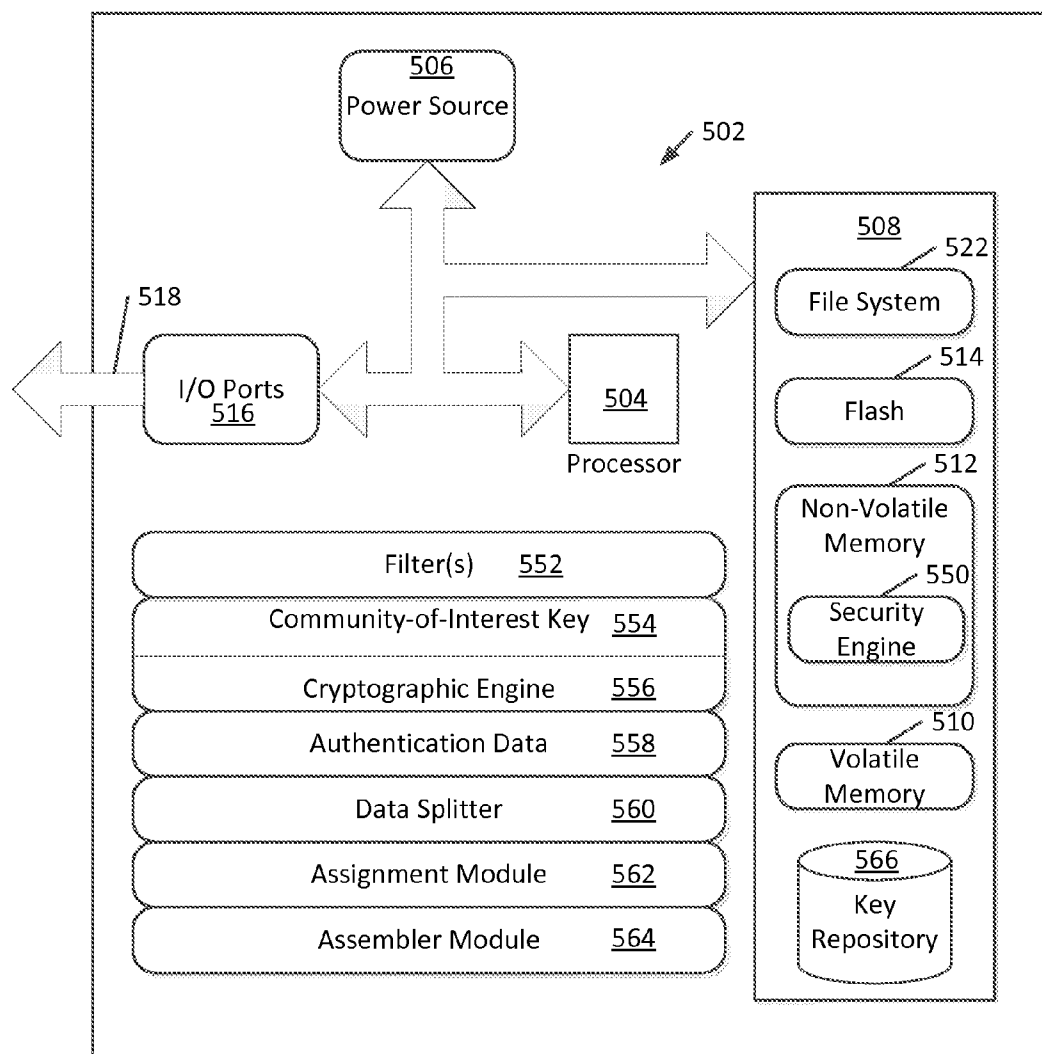 506
Power Source
502
508
522
File System
518
I/O Ports
516
504
Processor
514
Flash
512
Non-Volatile
Memory
550
Security
Engine
510
Volatile
Memory
566
Key
Repository
Filter(s) 552
Community-of-Interest Key 554
Cryptographic Engine 556
Authentication Data 558
Data Splitter 560
Assignment Module 562
Assembler Module 564